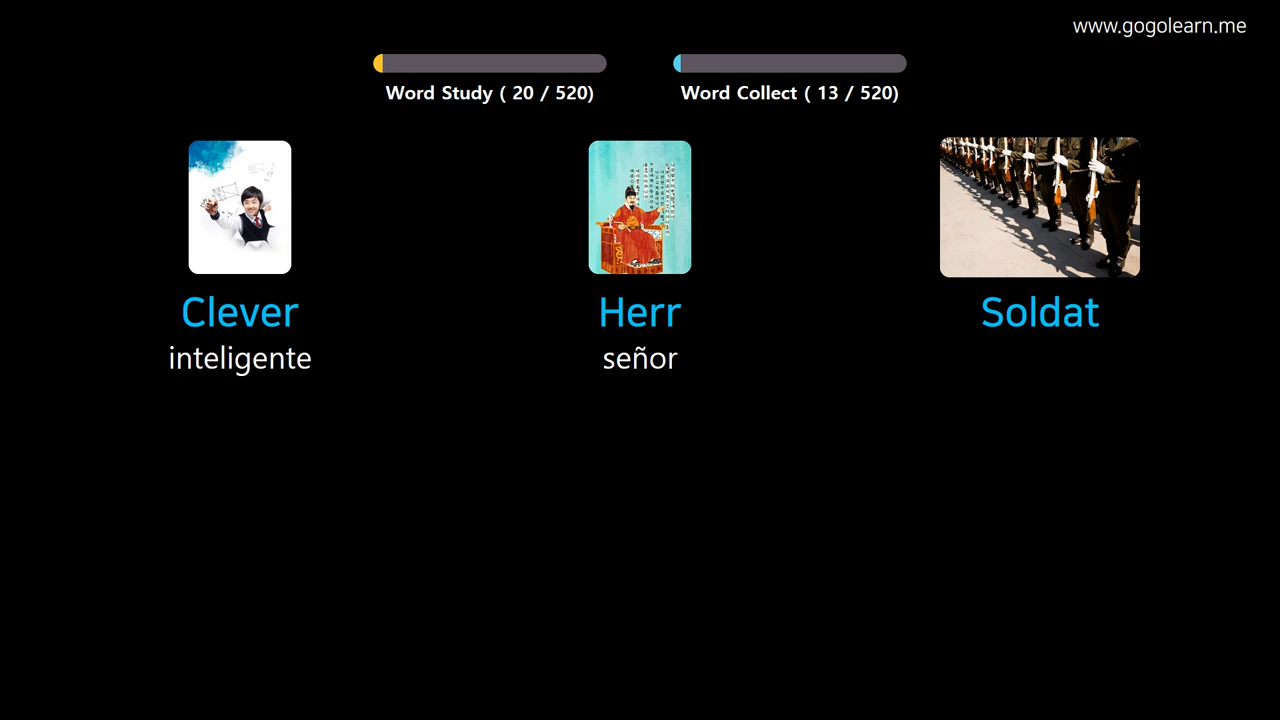 www.gogolearn.me
Word Study ( 20 / 520)
Word Collect ( 13 / 520)
Clever
Herr
Soldat
inteligente
señor